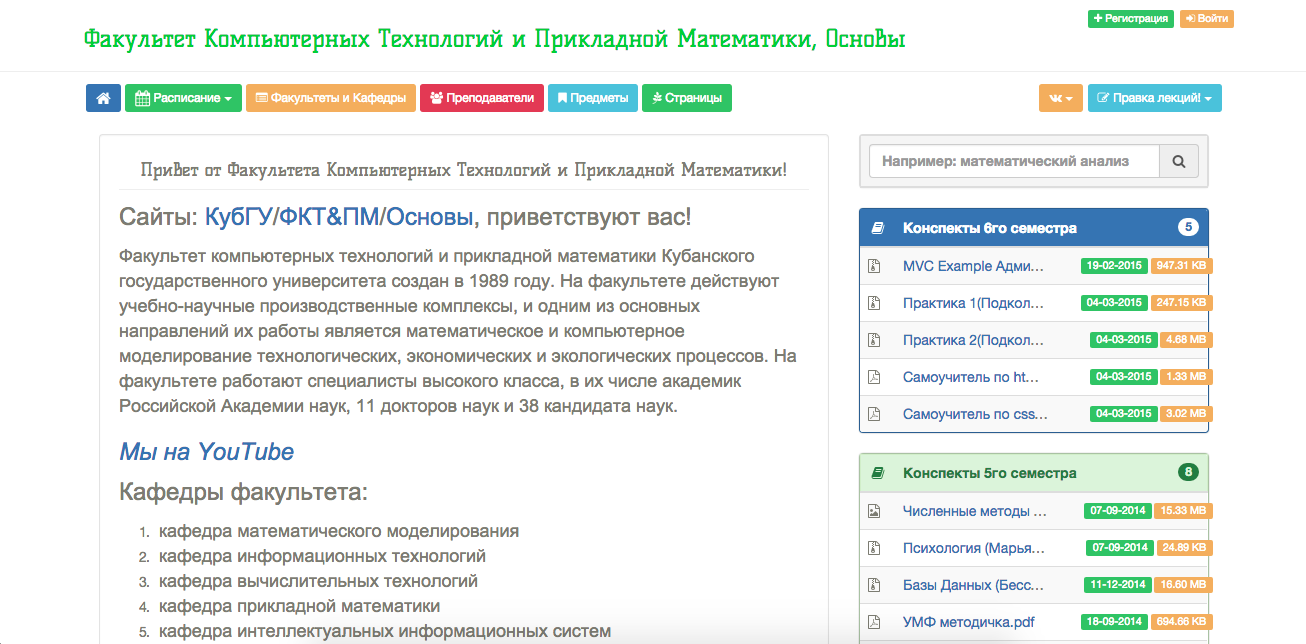 Регистрация
Войти
Факультет Компьютерных Технологий и Прикладной Математики, Основы
Расписание
Факультеты и Кафедры
Преподаватели
Предметы
Страницы
Правка лекций!
Привет от Факультета Компьютерных Технологий и Прикладной Математики!
Сайты: КубГУ/ФКТ&ПМ/Основы, приветствуют вас!
Факультет компьютерных технологий и прикладной математики Кубанского
государственного университета создан в 1989 году. На факультете действуют
учебно-научные производственные комплексы, и одним из основных
направлений их работы является математическое и компьютерное
моделирование технологических, экономических и экологических процессов. На
факультете работают специалисты высокого класса, в их числе академик
Российской Академии наук, 11 докторов наук и 38 кандидата наук.
Мы на YouTube
Кафедры факультета:
1. кафедра математического моделирования
2. кафедра информационных технологий
3. кафедра вычислительных технологий
4. кафедра прикладной математики
5. кафедра интеллектуальных информационных систем
Например: математический анализ
Конспекты 6го семестра 5
MVC Example Адми... 19-02-2015 947.31 KB
Практика 1(Подкол... 04-03-2015 247.15 KB
Практика 2(Подкол... 04-03-2015 4.68 MB
Самоучитель по ht... 04-03-2015 1.33 MB
Самоучитель по css... 04-03-2015 3.02 MB
Конспекты 5го семестра 8
Численные методы ... 07-09-2014 15.33 MB
Психология (Марья... 07-09-2014 24.89 KB
Базы Данных (Бесс... 11-12-2014 16.60 MB
УМФ методичка.pdf 16-09-2014 694.66 KB